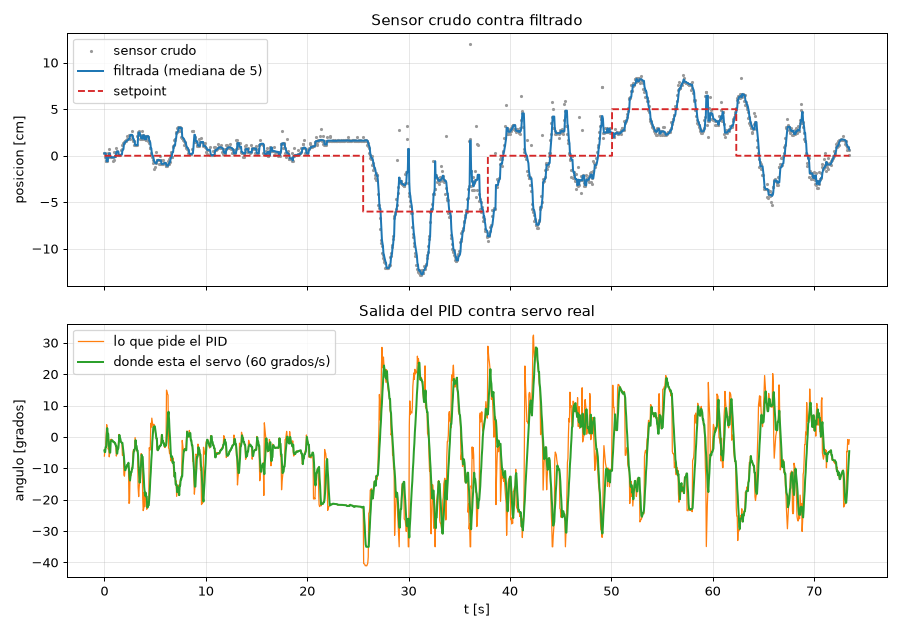 Sensor crudo contra filtrado
posicion [cm]
10
5
0
−5
−10
sensor crudo
filtrada (mediana de 5)
setpoint
Salida del PID contra servo real
angulo [grados]
30
20
10
0
−10
−20
−30
−40
lo que pide el PID
donde esta el servo (60 grados/s)
0
10
20
30
40
50
60
70
t [s]